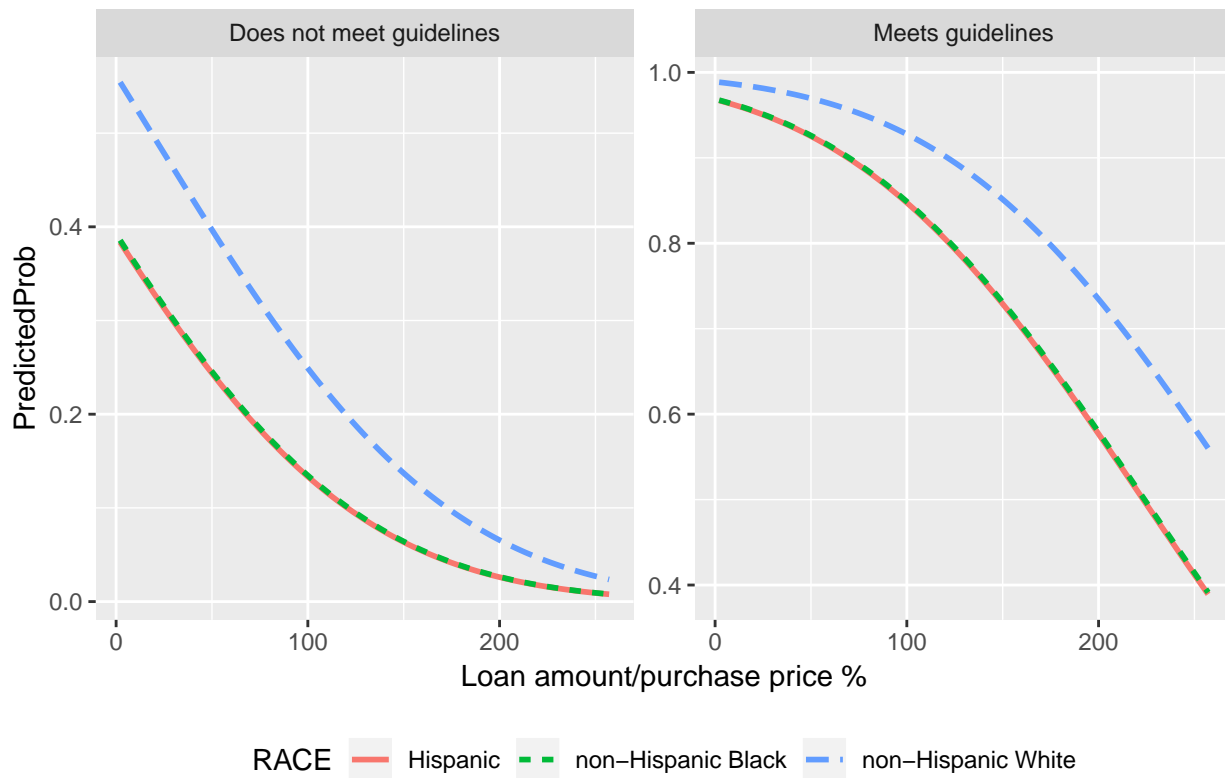 Does not meet guidelines
Meets guidelines
PredictedProb
0.4
0.2
0.0
1.0
0.8
0.6
0.4
0 100 200
0 100 200
Loan amount/purchase price %
RACE Hispanic non−Hispanic Black non−Hispanic White